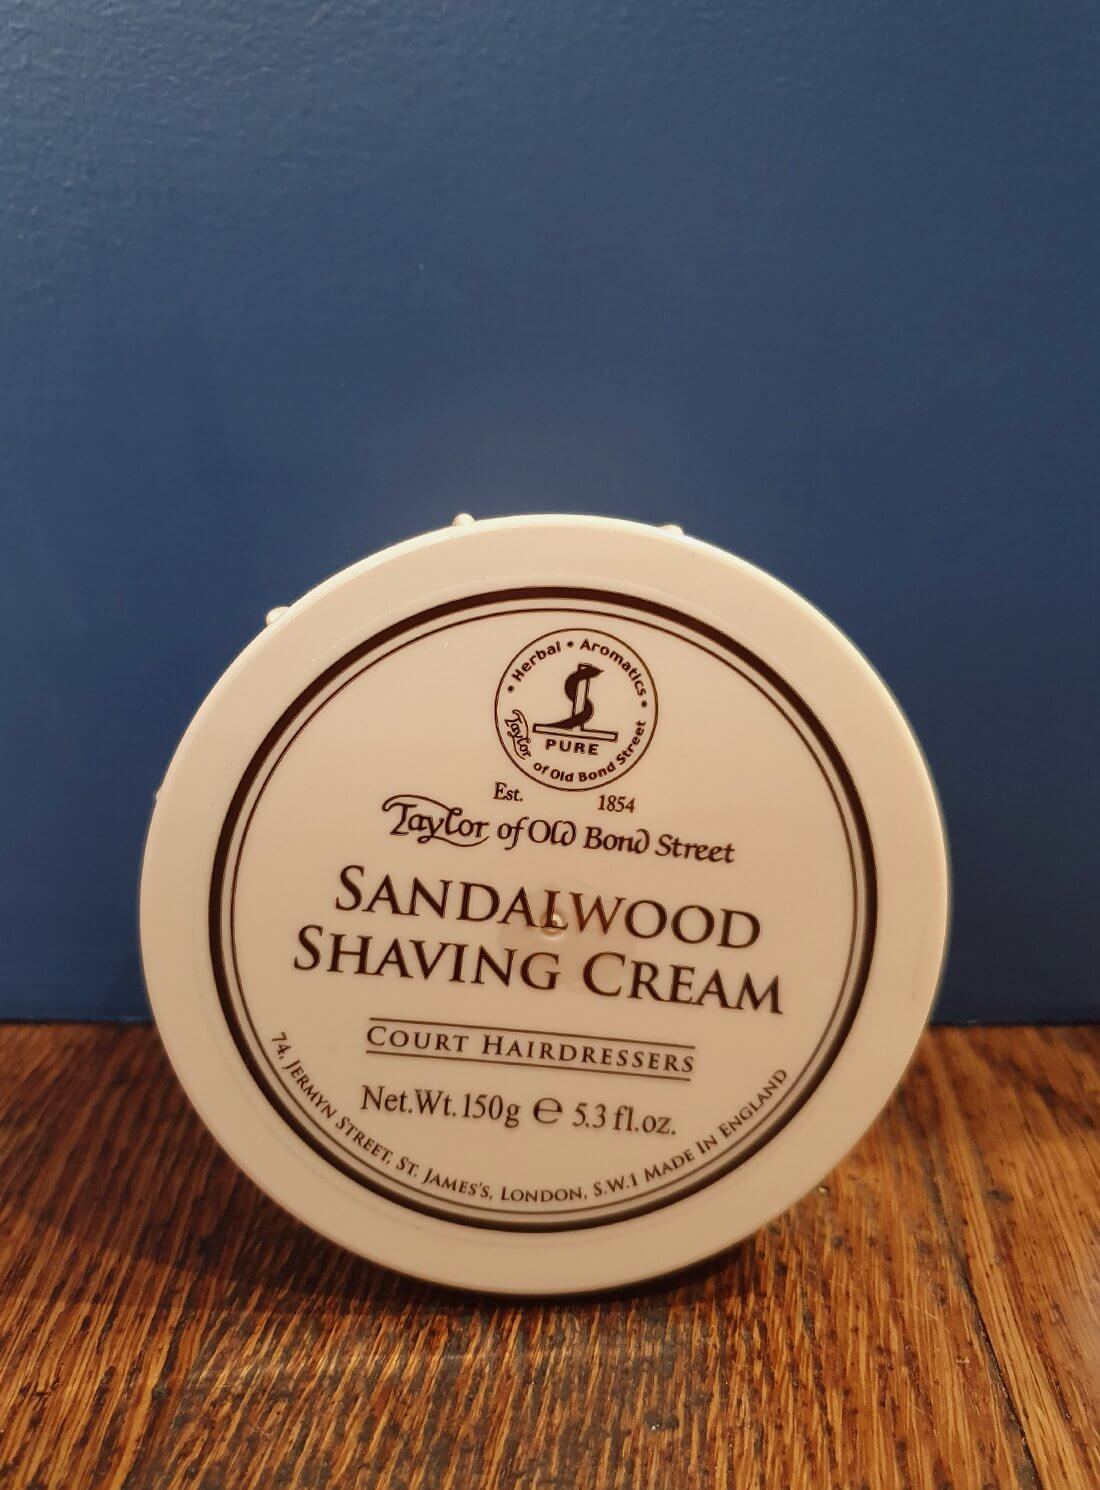 • Herbal • Aromatics •
PURE
Taylor of Old Bond Street
Est. 1854
Taylor of Old Bond Street
SANDALWOOD
SHAVING CREAM
COURT HAIRDRESSERS
Net.Wt.150g ℮ 5.3 fl.oz.
74, JERMYN STREET, ST. JAMES'S, LONDON, S.W.1 MADE IN ENGLAND